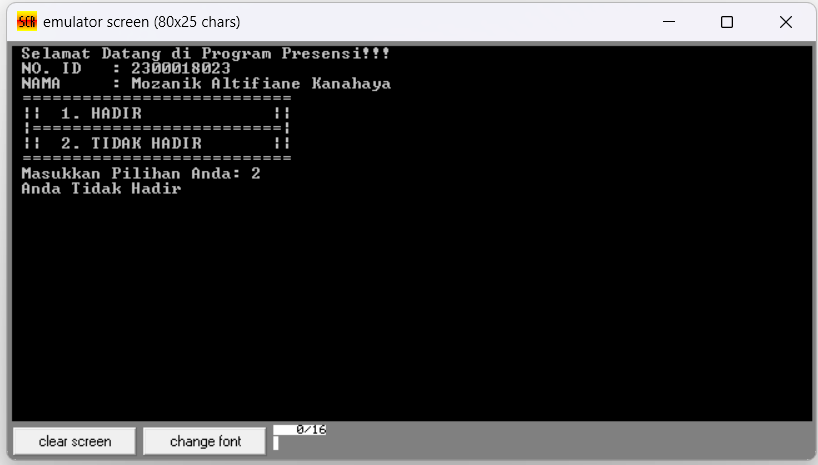 SCR emulator screen (80x25 chars)
Selamat Datang di Program Presensi!!!
NO. ID   : 2300018023
NAMA     : Mozanik Altifiane Kanahaya
===========================
||  1. HADIR             ||
|=========================|
||  2. TIDAK HADIR       ||
===========================
Masukkan Pilihan Anda: 2
Anda Tidak Hadir
clear screen change font 0/16